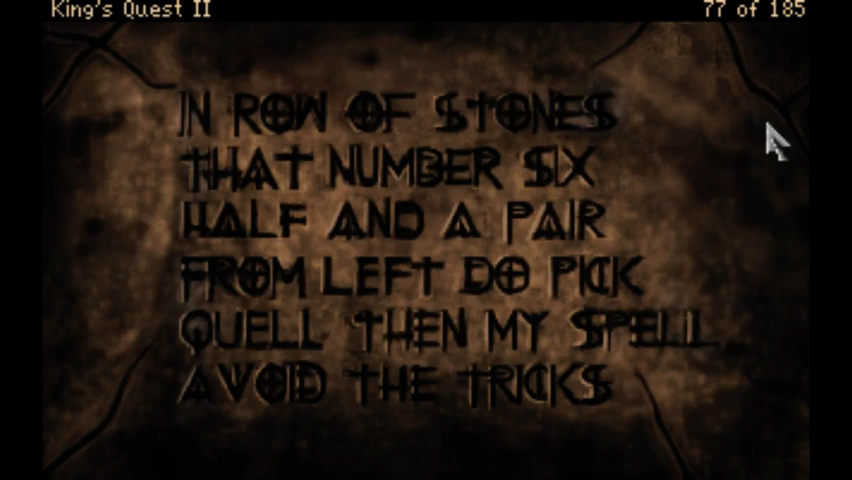 King's Quest II
77 of 185
IN ROW OF STONES
THAT NUMBER SIX
HALF AND A PAIR
FROM LEFT DO PICK
QUELL THEN MY SPELL
AVOID THE TRICKS